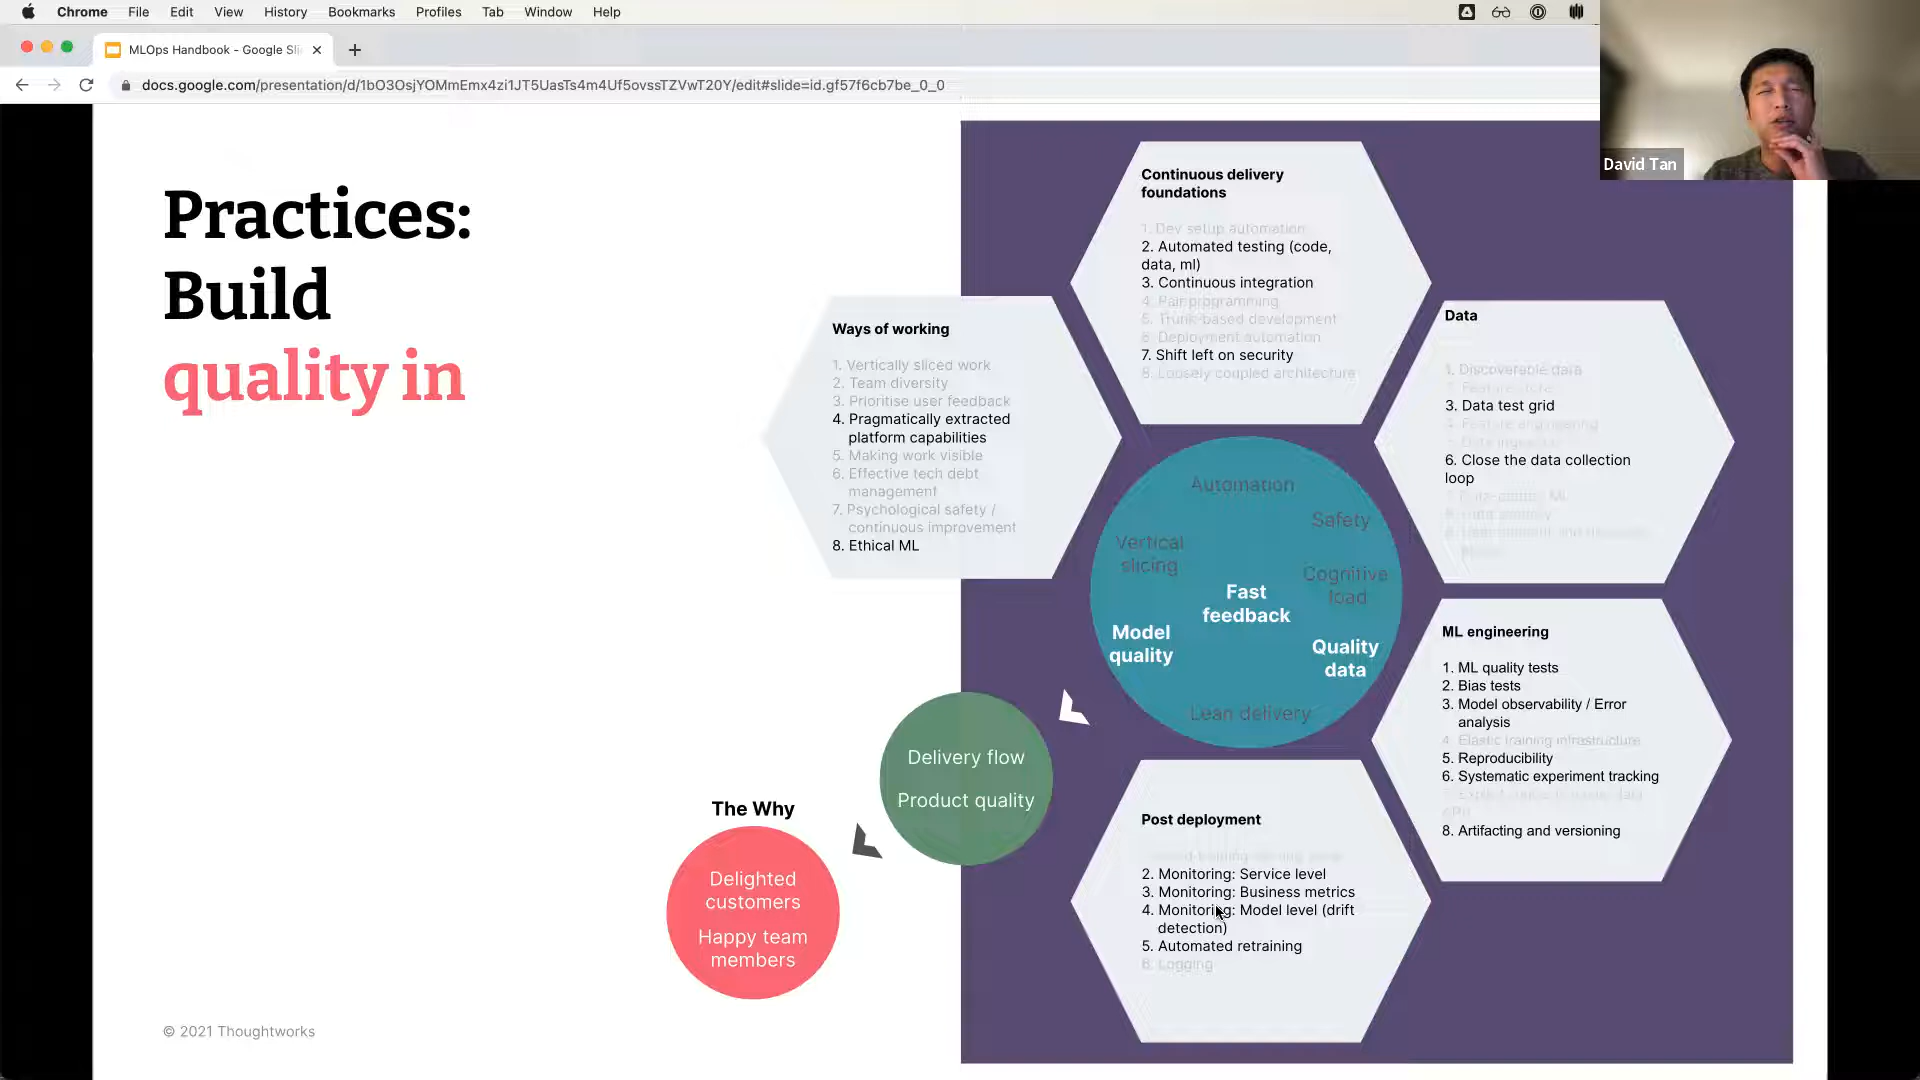 Chrome File Edit View History Bookmarks Profiles Tab Window Help
MLOps Handbook - Google Sli
docs.google.com/presentation/d/1bO3OsjYOMmEmx4zi1JT5UasTs4m4Uf5ovssTZVwT20Y/edit#slide=id.gf57f6cb7be_0_0
David Tan
Practices:
Build
quality in
Continuous delivery
foundations
1. Dev setup automation
2. Automated testing (code,
data, ml)
3. Continuous integration
4. Pair programming
5. Trunk-based development
6. Deployment automation
7. Shift left on security
8. Loosely coupled architecture
Ways of working
1. Vertically sliced work
2. Team diversity
3. Prioritise user feedback
4. Pragmatically extracted
platform capabilities
5. Making work visible
6. Effective tech debt
management
7. Psychological safety /
continuous improvement
8. Ethical ML
Data
1. Discoverable data
3. Data test grid
4. Feature engineering
6. Close the data collection
loop
Automation
Safety
Vertical
slicing
Cognitive
load
Fast
feedback
Model
quality
Quality
data
Lean delivery
ML engineering
1. ML quality tests
2. Bias tests
3. Model observability / Error
analysis
4. Elastic training infrastructure
5. Reproducibility
6. Systematic experiment tracking
8. Artifacting and versioning
Delivery flow
Product quality
The Why
Delighted
customers
Happy team
members
Post deployment
2. Monitoring: Service level
3. Monitoring: Business metrics
4. Monitoring: Model level (drift
detection)
5. Automated retraining
6. Logging
© 2021 Thoughtworks